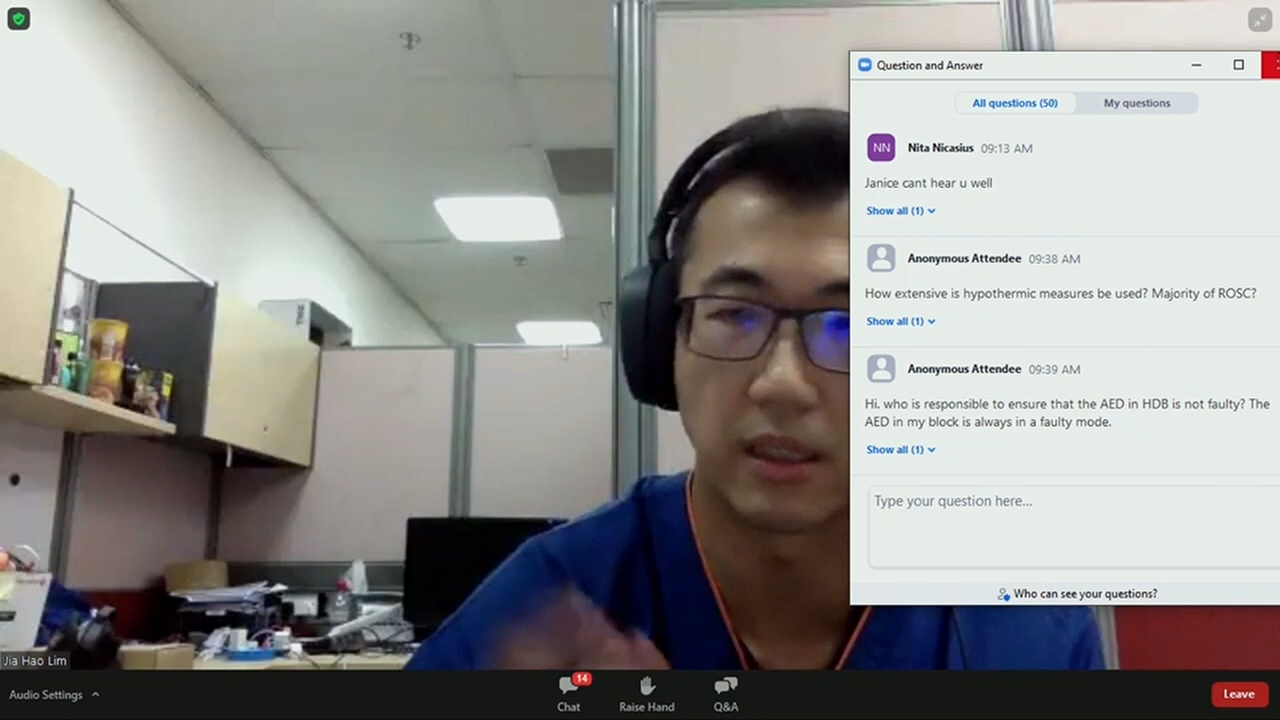 Question and Answer
All questions (50) My questions
NN Nita Nicasius 09:13 AM
Janice cant hear u well
Show all (1)
Anonymous Attendee 09:38 AM
How extensive is hypothermic measures be used? Majority of ROSC?
Show all (1)
Anonymous Attendee 09:39 AM
Hi. who is responsible to ensure that the AED in HDB is not faulty? The
AED in my block is always in a faulty mode.
Show all (1)
Type your question here...
Who can see your questions?
Jia Hao Lim
Audio Settings
14
Chat
Raise Hand
Q&A
Leave